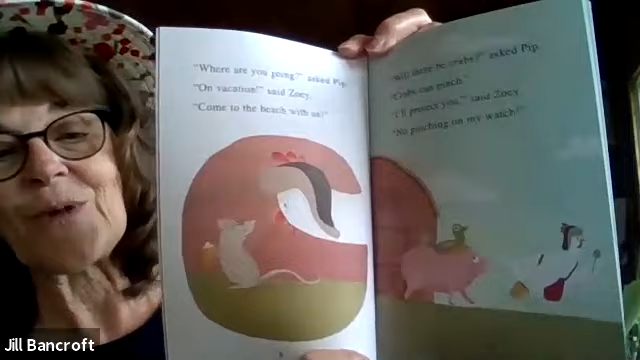 "Where are you going?" asked Pip.
"On vacation!" said Zoey.
"Come to the beach with us!"
"Will there be crabs?" asked Pip.
"Crabs can pinch."
"I'll protect you," said Zoey.
"No pinching on my watch!"
Jill Bancroft